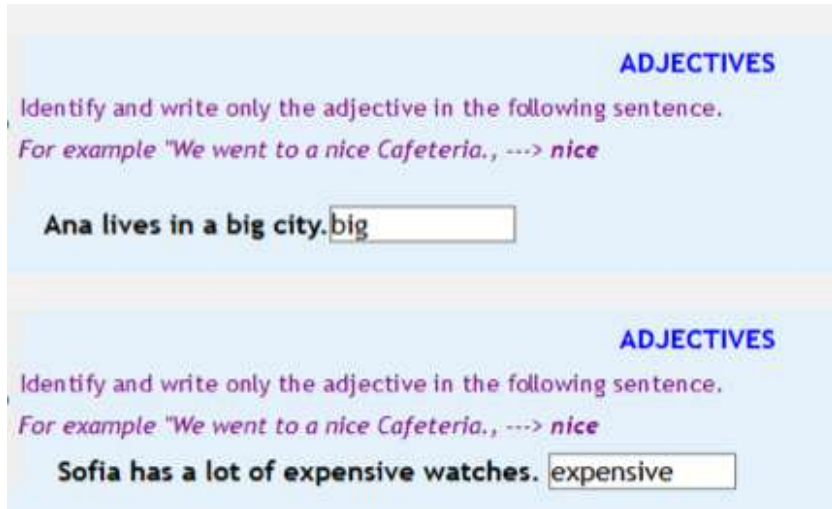 ADJECTIVES
Identify and write only the adjective in the following sentence.
For example "We went to a nice Cafeteria., ---> nice
Ana lives in a big city. big
ADJECTIVES
Identify and write only the adjective in the following sentence.
For example "We went to a nice Cafeteria., ---> nice
Sofia has a lot of expensive watches. expensive